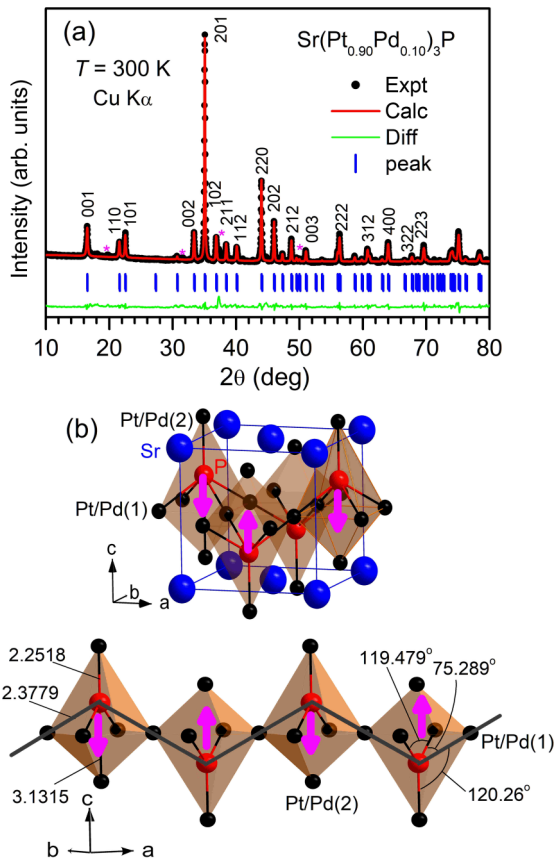 (a)
201
Sr(Pt0.90Pd0.10)3P
T = 300 K
Cu Kα
Expt
Calc
Diff
peak
Intensity (arb. units)
001
110
*
101
*
002
102
*
211
112
220
202
212
*
003
222
312
400
322
223
10 20 30 40 50 60 70 80
2θ (deg)
(b)
Pt/Pd(2)
Sr
P
Pt/Pd(1)
c
b
a
2.2518
2.3779
3.1315
119.479°
75.289°
Pt/Pd(1)
120.26°
Pt/Pd(2)
c
b
a